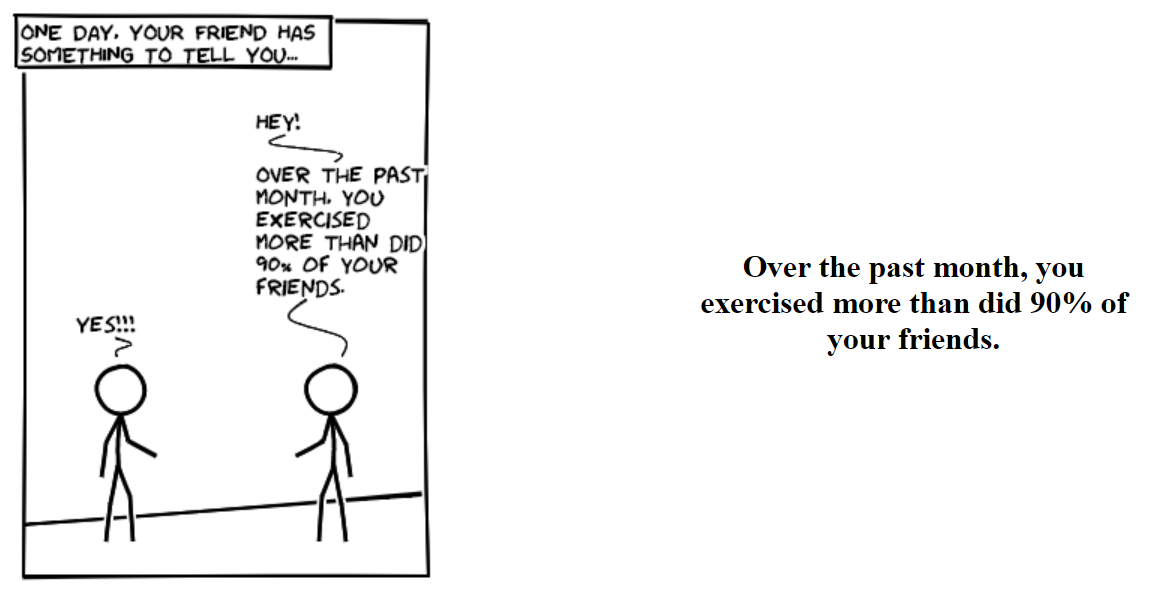 ONE DAY, YOUR FRIEND HAS
SOMETHING TO TELL YOU...
HEY!
OVER THE PAST
MONTH, YOU
EXERCISED
MORE THAN DID
90% OF YOUR
FRIENDS.
YES!!!
Over the past month, you
exercised more than did 90% of
your friends.